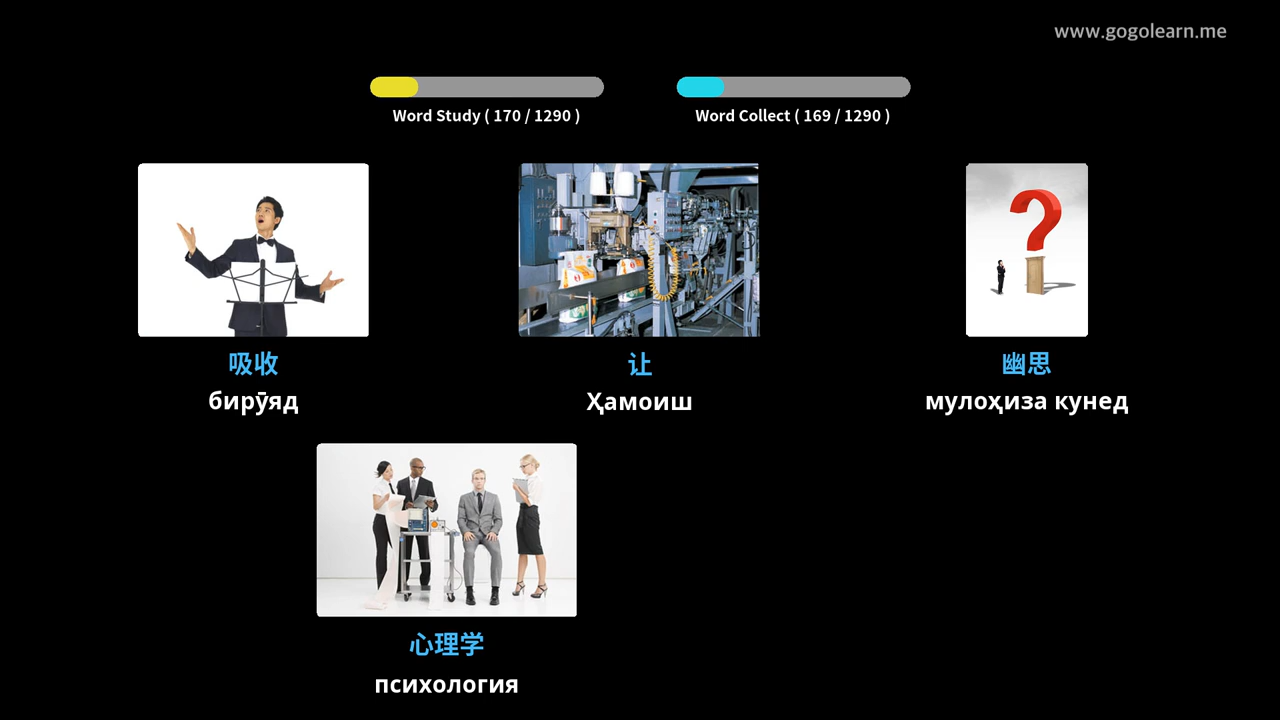 www.gogolearn.me
Word Study ( 170 / 1290 )
Word Collect ( 169 / 1290 )
吸收
бирӯяд
让
Ҳамоиш
幽思
мулоҳиза кунед
心理学
психология